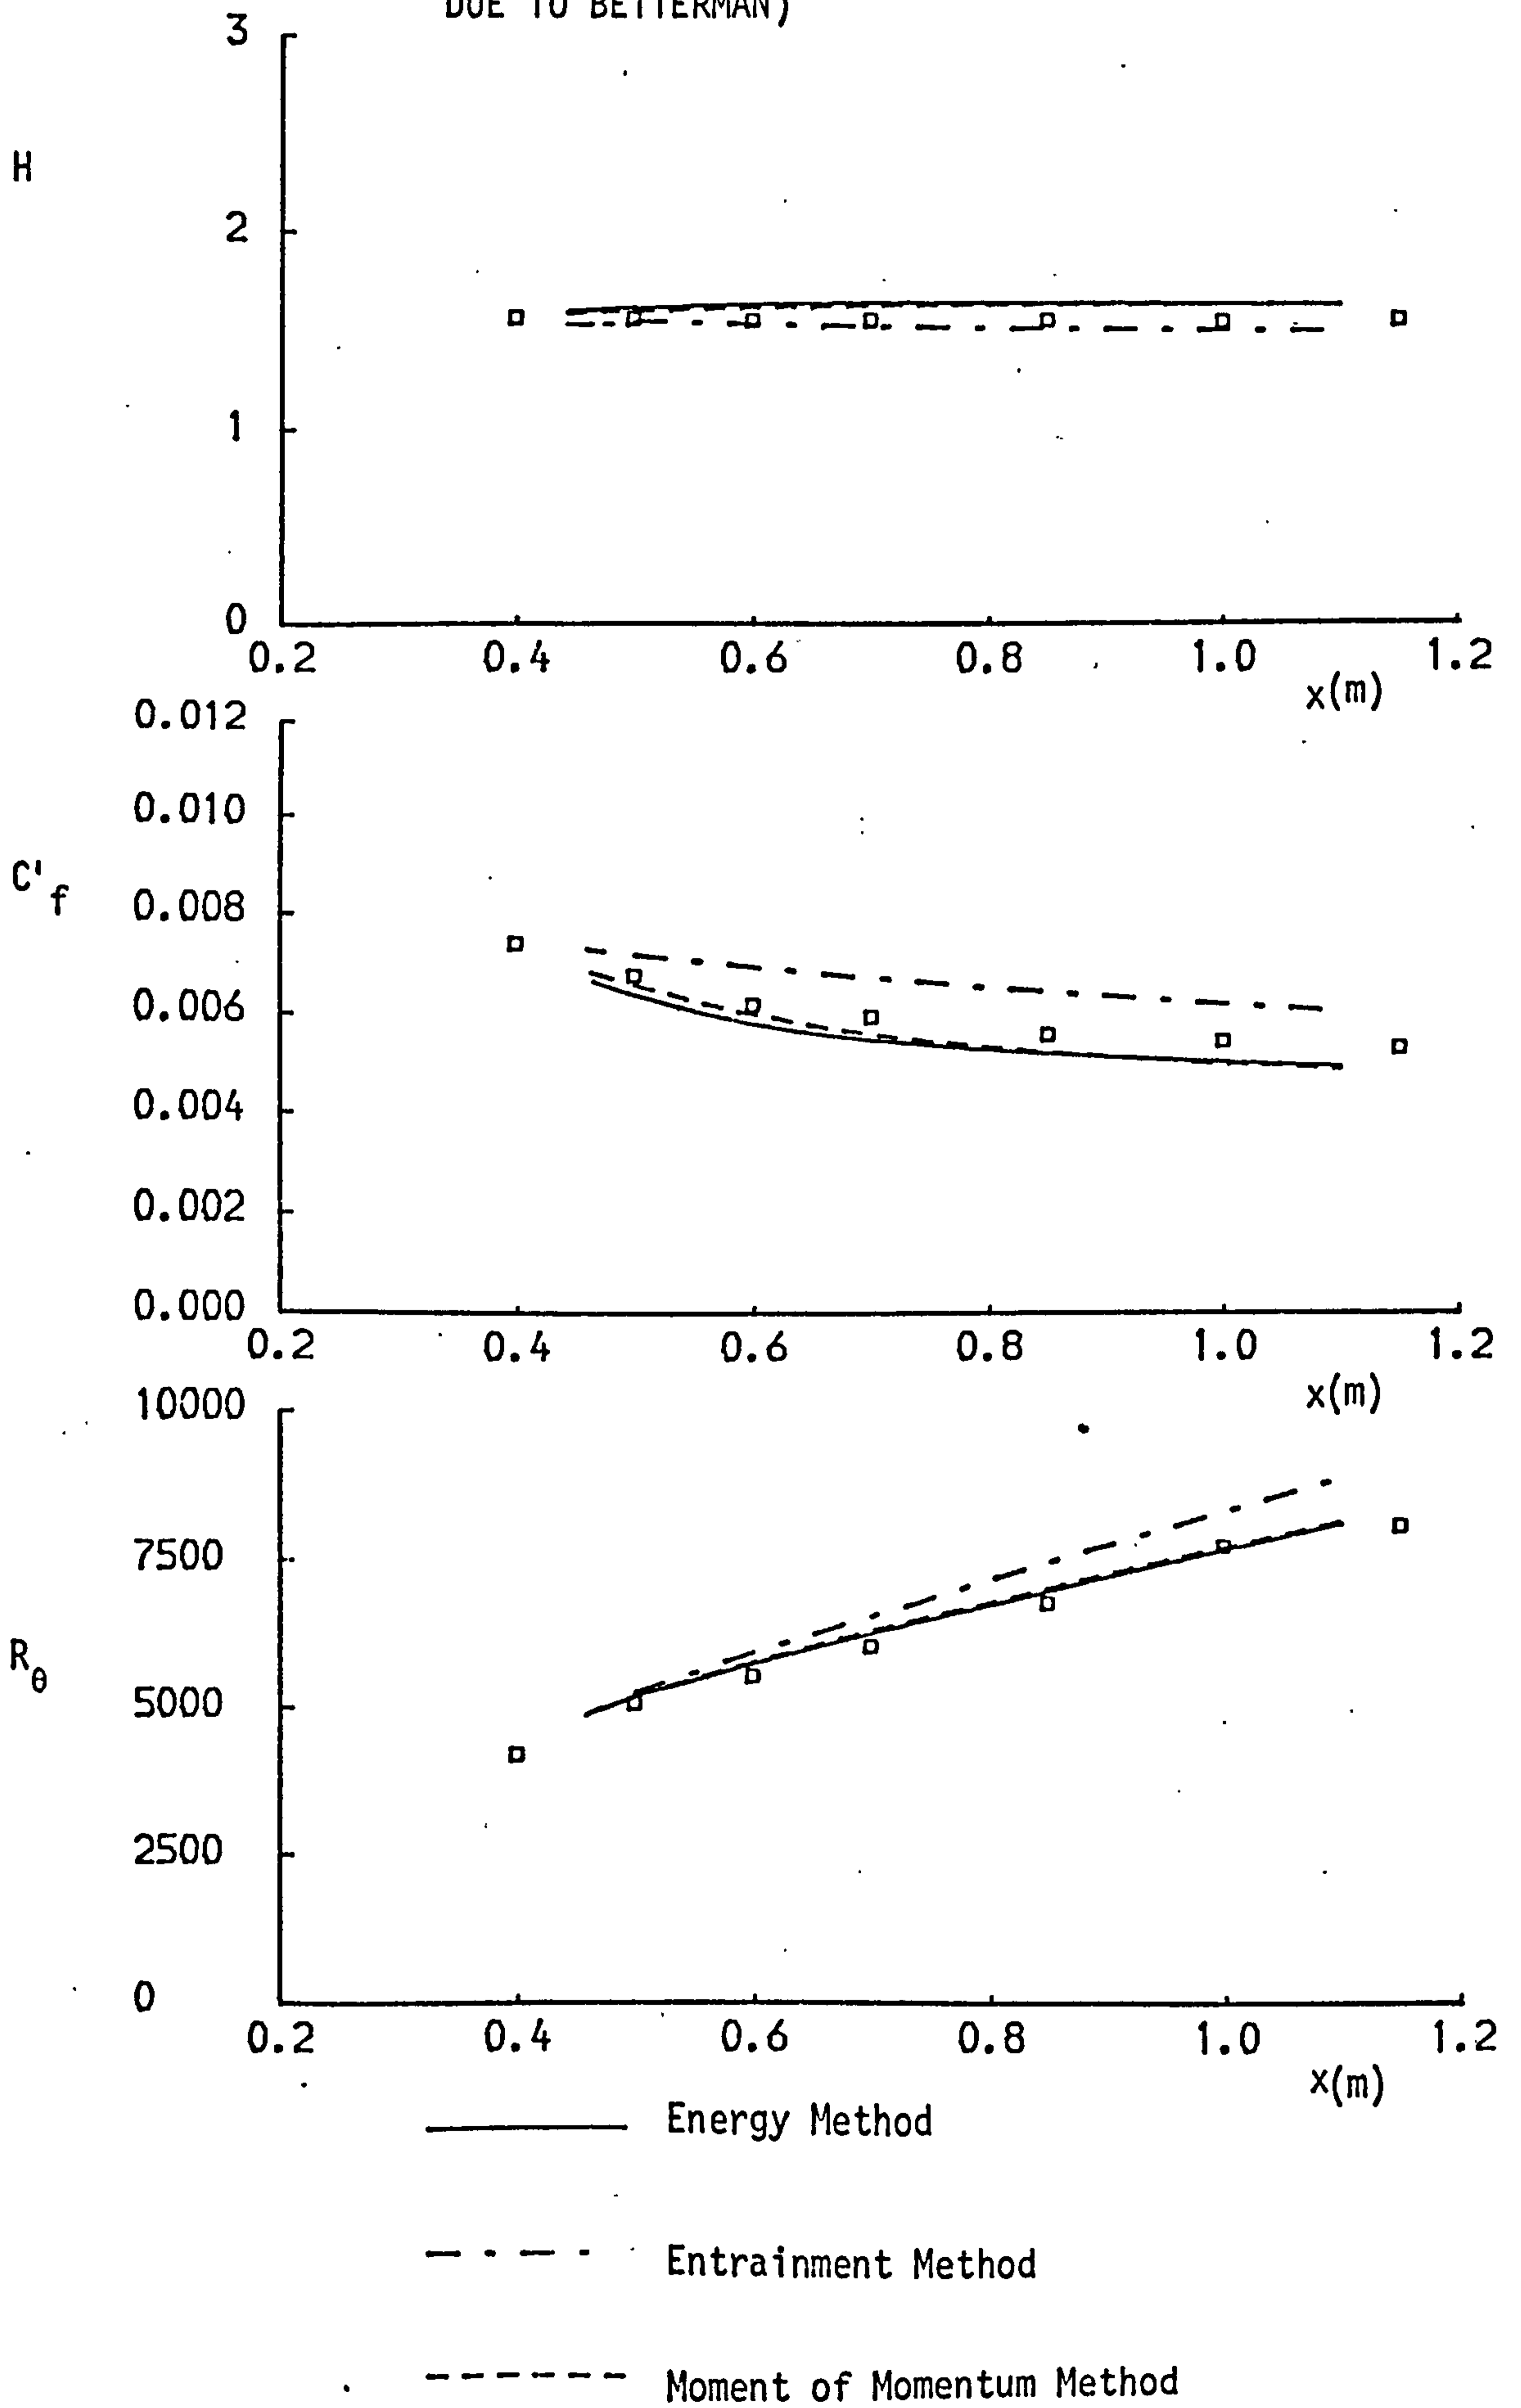 DUE TO BETTERMAN)
3
H
2
1
0
0.2 0.4 0.6 0.8 1.0 1.2
x(m)
0.012
0.010
C'f
0.008
0.006
0.004
0.002
0.000
0.2 0.4 0.6 0.8 1.0 1.2
x(m)
10000
7500
Rθ
5000
2500
0
0.2 0.4 0.6 0.8 1.0 1.2
x(m)
Energy Method
Entrainment Method
Moment of Momentum Method